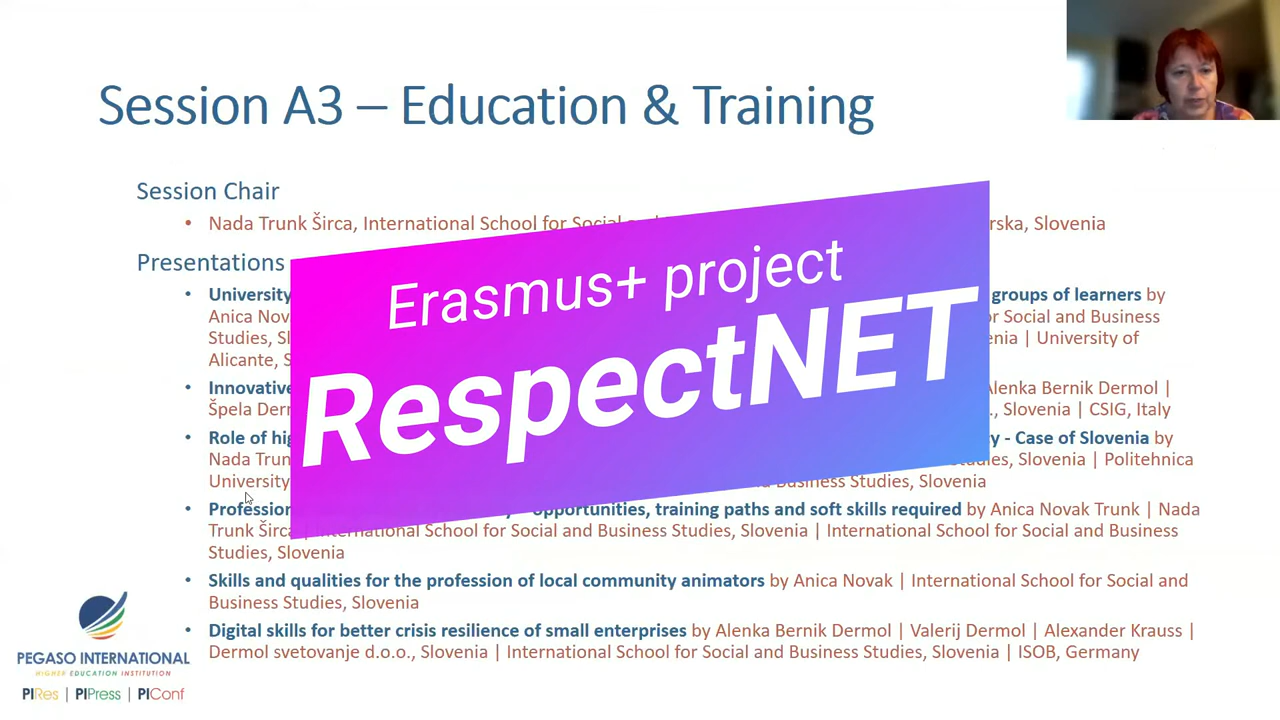 Session A3 – Education & Training
Session Chair
Nada Trunk Širca, International School for Social rska, Slovenia
Presentations
University groups of learners by
Anica Nov or Social and Business
Studies, Sl enia | University of
Alicante, S
Innovative Alenka Bernik Dermol |
Špela Derm ., Slovenia | CSIG, Italy
Role of hig y - Case of Slovenia by
Nada Trun Studies, Slovenia | Politehnica
University Business Studies, Slovenia
Profession opportunities, training paths and soft skills required by Anica Novak Trunk | Nada
Trunk Širca | International School for Social and Business Studies, Slovenia | International School for Social and Business
Studies, Slovenia
Skills and qualities for the profession of local community animators by Anica Novak | International School for Social and
Business Studies, Slovenia
Digital skills for better crisis resilience of small enterprises by Alenka Bernik Dermol | Valerij Dermol | Alexander Krauss |
Dermol svetovanje d.o.o., Slovenia | International School for Social and Business Studies, Slovenia | ISOB, Germany
Erasmus+ project
RespectNET
PEGASO INTERNATIONAL
HIGHER EDUCATION INSTITUTION
PIRes | PIPress | PIConf